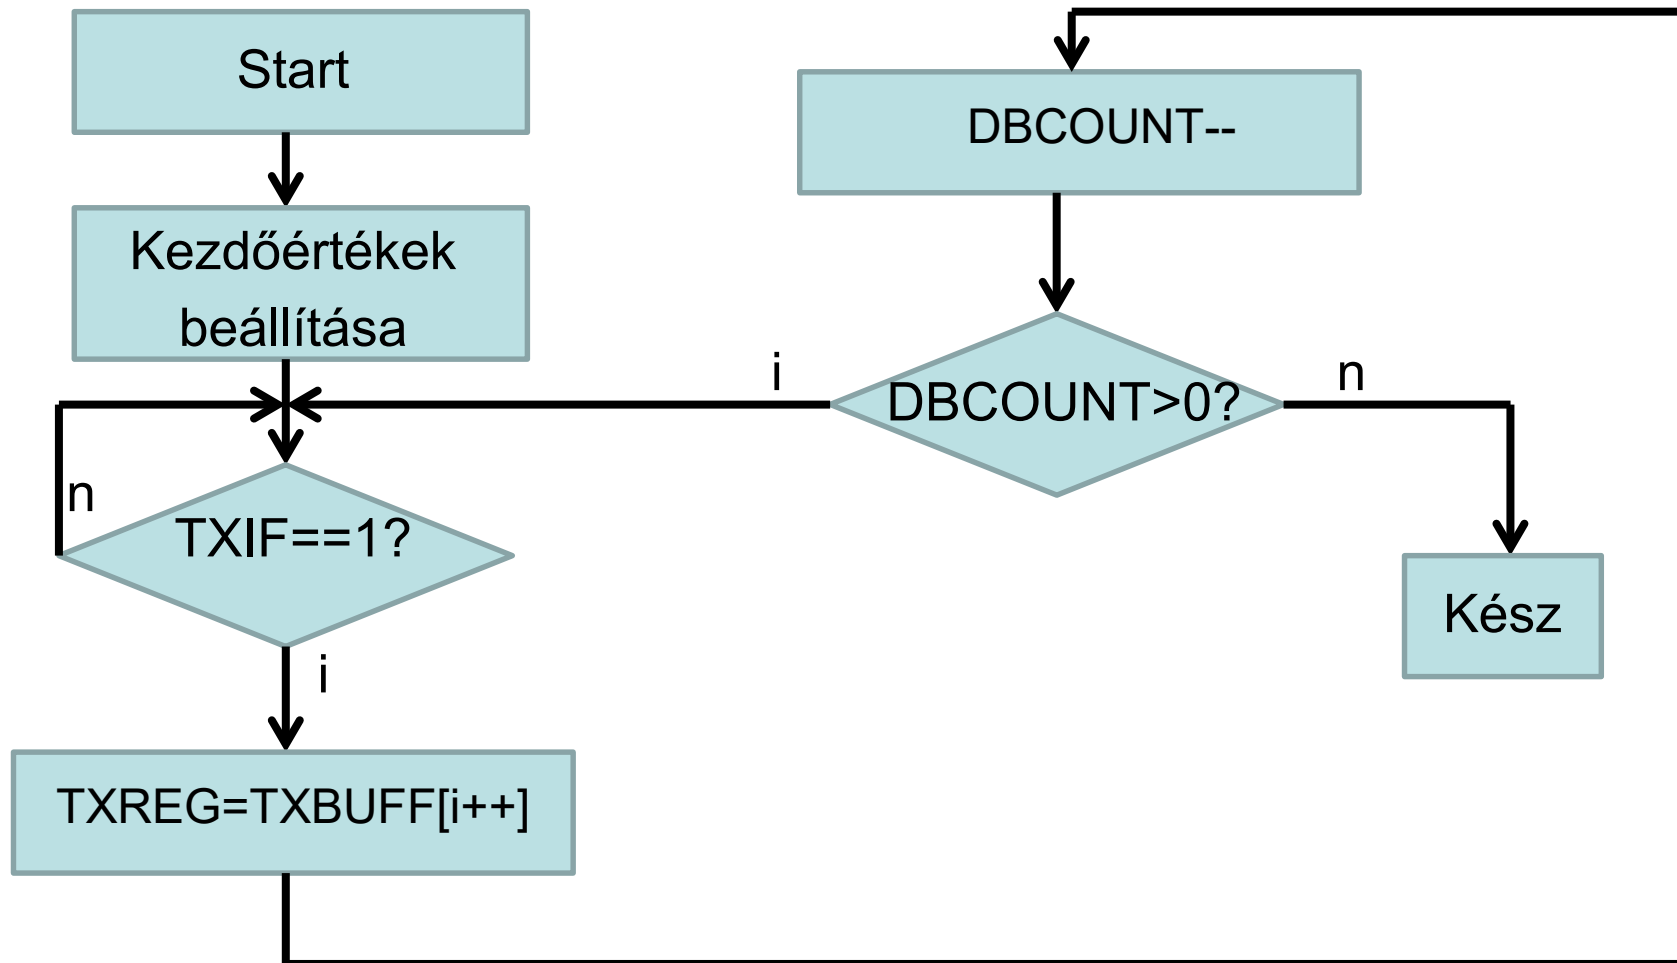 Start
Kezdőértékek
beállítása
n
TXIF==1?
i
TXREG=TXBUFF[i++]
DBCOUNT--
i
DBCOUNT>0?
n
Kész